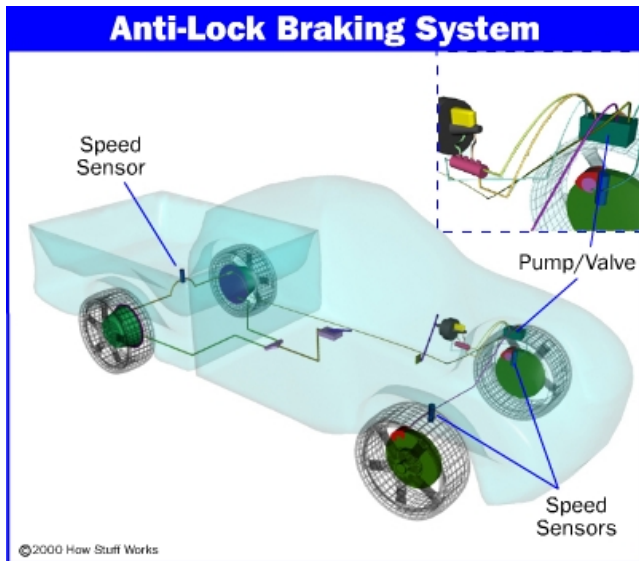 Anti-Lock Braking System
Speed
Sensor
Pump/Valve
Speed
Sensors
©2000 How Stuff Works